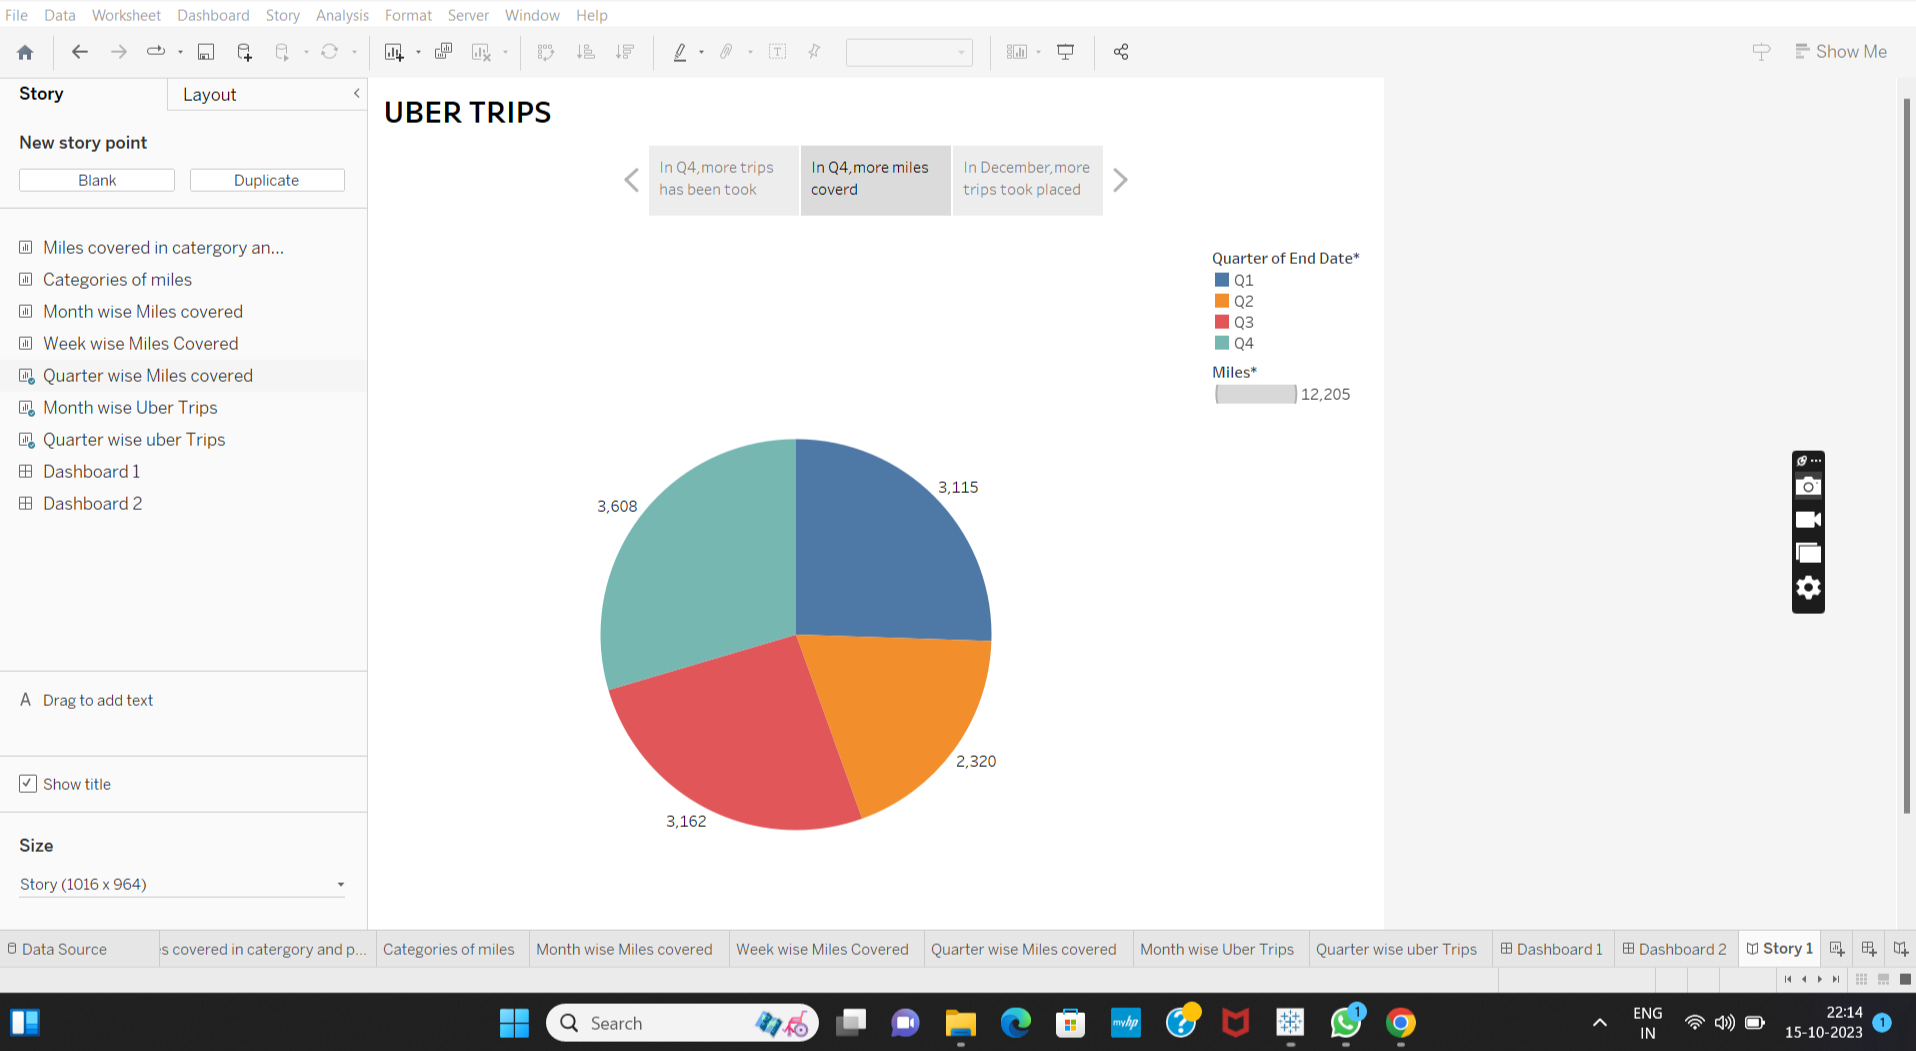 File Data Worksheet Dashboard Story Analysis Format Server Window Help
Show Me
Story
Layout
New story point
Blank
Duplicate
Miles covered in catergory an...
Categories of miles
Month wise Miles covered
Week wise Miles Covered
Quarter wise Miles covered
Month wise Uber Trips
Quarter wise uber Trips
Dashboard 1
Dashboard 2
A Drag to add text
Show title
Size
Story (1016 x 964)
UBER TRIPS
In Q4,more trips
has been took
In Q4,more miles
coverd
In December,more
trips took placed
Quarter of End Date*
Q1
Q2
Q3
Q4
Miles*
12,205
3,608
3,115
2,320
3,162
Data Source
s covered in catergory and p...
Categories of miles
Month wise Miles covered
Week wise Miles Covered
Quarter wise Miles covered
Month wise Uber Trips
Quarter wise uber Trips
Dashboard 1
Dashboard 2
Story 1
Search
myhp
1
ENG
IN
22:14
15-10-2023
1